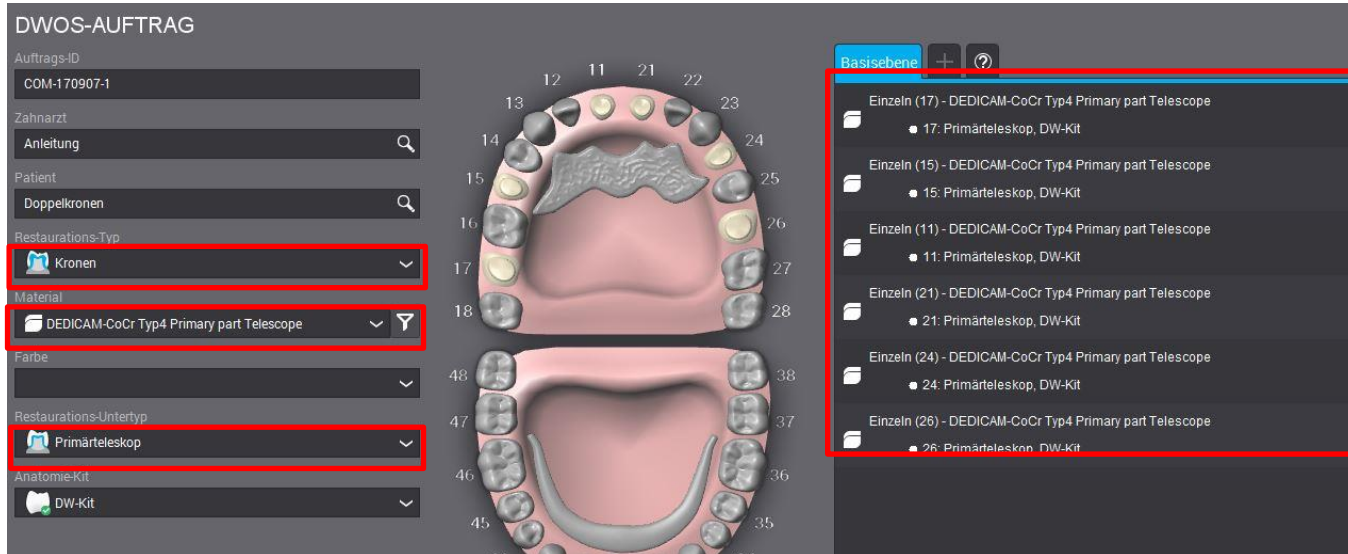 DWOS-AUFTRAG
Auftrags-ID
COM-170907-1
Zahnarzt
Anleitung
Patient
Doppelkronen
Restaurations-Typ
Kronen
Material
DEDICAM-CoCr Typ4 Primary part Telescope
Farbe
Restaurations-Untertyp
Primärteleskop
Anatomie-Kit
DW-Kit
11 21
12 22
13 23
14 24
15 25
16 26
17 27
18 28
48 38
47 37
46 36
45 35
Basisebene + ?
Einzeln (17) - DEDICAM-CoCr Typ4 Primary part Telescope
17: Primärteleskop, DW-Kit
Einzeln (15) - DEDICAM-CoCr Typ4 Primary part Telescope
15: Primärteleskop, DW-Kit
Einzeln (11) - DEDICAM-CoCr Typ4 Primary part Telescope
11: Primärteleskop, DW-Kit
Einzeln (21) - DEDICAM-CoCr Typ4 Primary part Telescope
21: Primärteleskop, DW-Kit
Einzeln (24) - DEDICAM-CoCr Typ4 Primary part Telescope
24: Primärteleskop, DW-Kit
Einzeln (26) - DEDICAM-CoCr Typ4 Primary part Telescope
26: Primärteleskop, DW-Kit